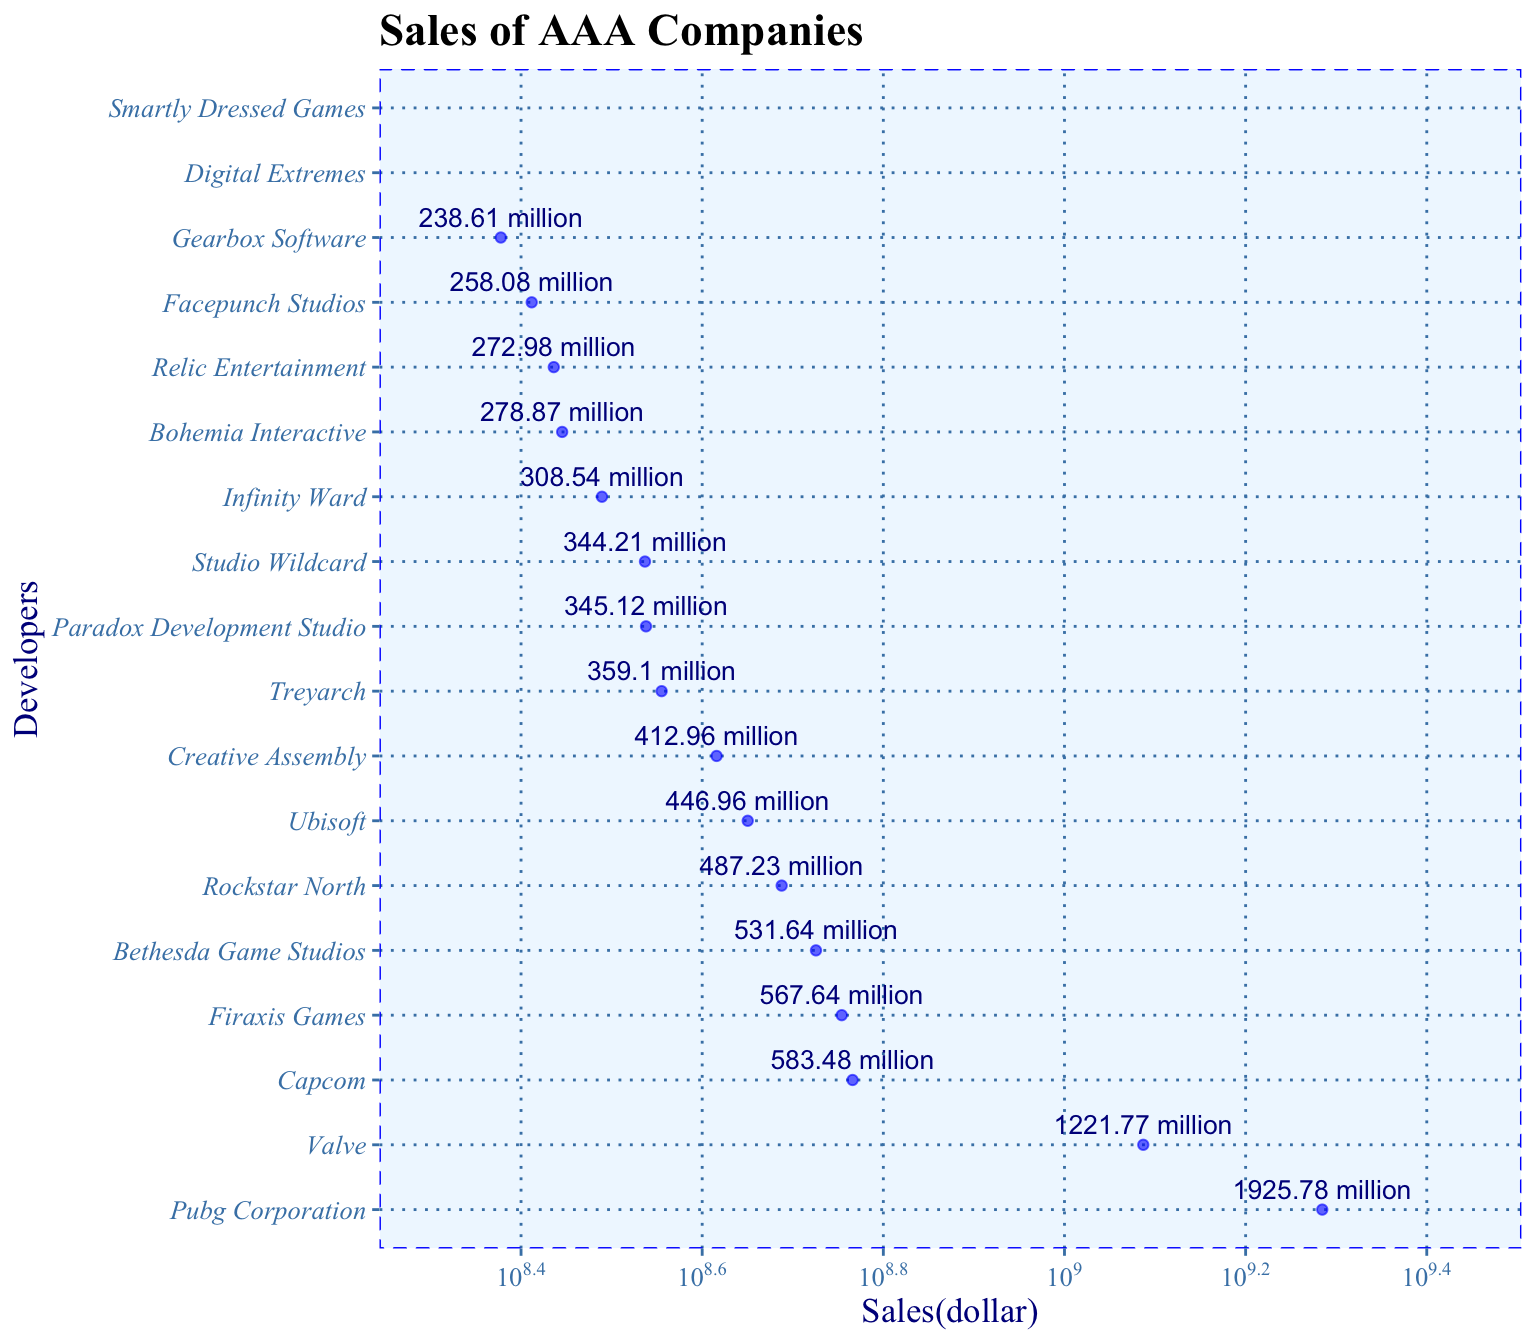 Sales of AAA Companies
Smartly Dressed Games
Digital Extremes
238.61 million
Gearbox Software
258.08 million
Facepunch Studios
272.98 million
Relic Entertainment
278.87 million
Bohemia Interactive
308.54 million
Infinity Ward
344.21 million
Studio Wildcard
345.12 million
Paradox Development Studio
359.1 million
Treyarch
412.96 million
Creative Assembly
446.96 million
Ubisoft
487.23 million
Rockstar North
531.64 million
Bethesda Game Studios
567.64 million
Firaxis Games
583.48 million
Capcom
1221.77 million
Valve
1925.78 million
Pubg Corporation
Developers
10^8.4 10^8.6 10^8.8 10^9 10^9.2 10^9.4
Sales(dollar)